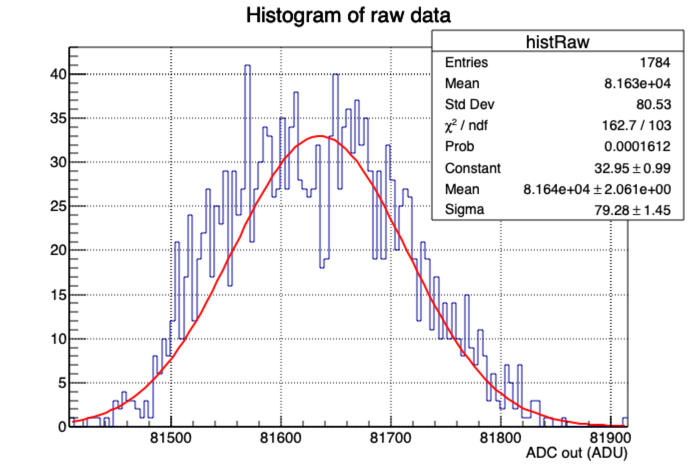 Histogram of raw data
histRaw
Entries 1784
Mean 8.163e+04
Std Dev 80.53
χ² / ndf 162.7 / 103
Prob 0.0001612
Constant 32.95 ± 0.99
Mean 8.164e+04 ± 2.061e+00
Sigma 79.28 ± 1.45
40
35
30
25
20
15
10
5
0
81500 81600 81700 81800 81900
ADC out (ADU)